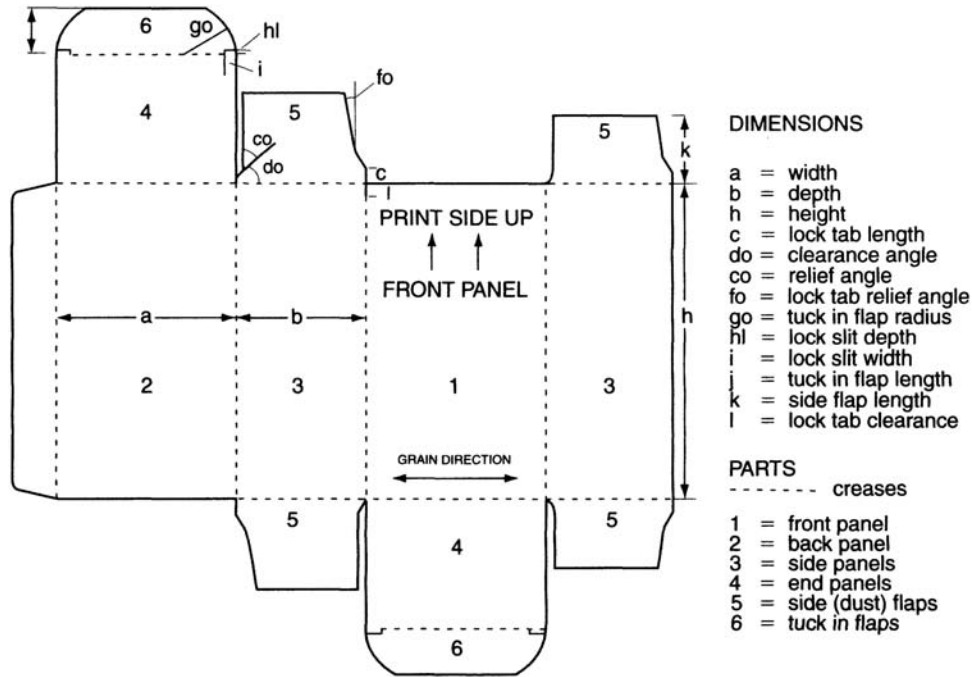 6
go
hl
i
4
5
fo
co
do
c
l
5
k
PRINT SIDE UP
FRONT PANEL
a
b
h
2
3
1
3
GRAIN DIRECTION
5
4
5
6
DIMENSIONS
a = width
b = depth
h = height
c = lock tab length
do = clearance angle
co = relief angle
fo = lock tab relief angle
go = tuck in flap radius
hl = lock slit depth
i = lock slit width
j = tuck in flap length
k = side flap length
l = lock tab clearance
PARTS
creases
1 = front panel
2 = back panel
3 = side panels
4 = end panels
5 = side (dust) flaps
6 = tuck in flaps